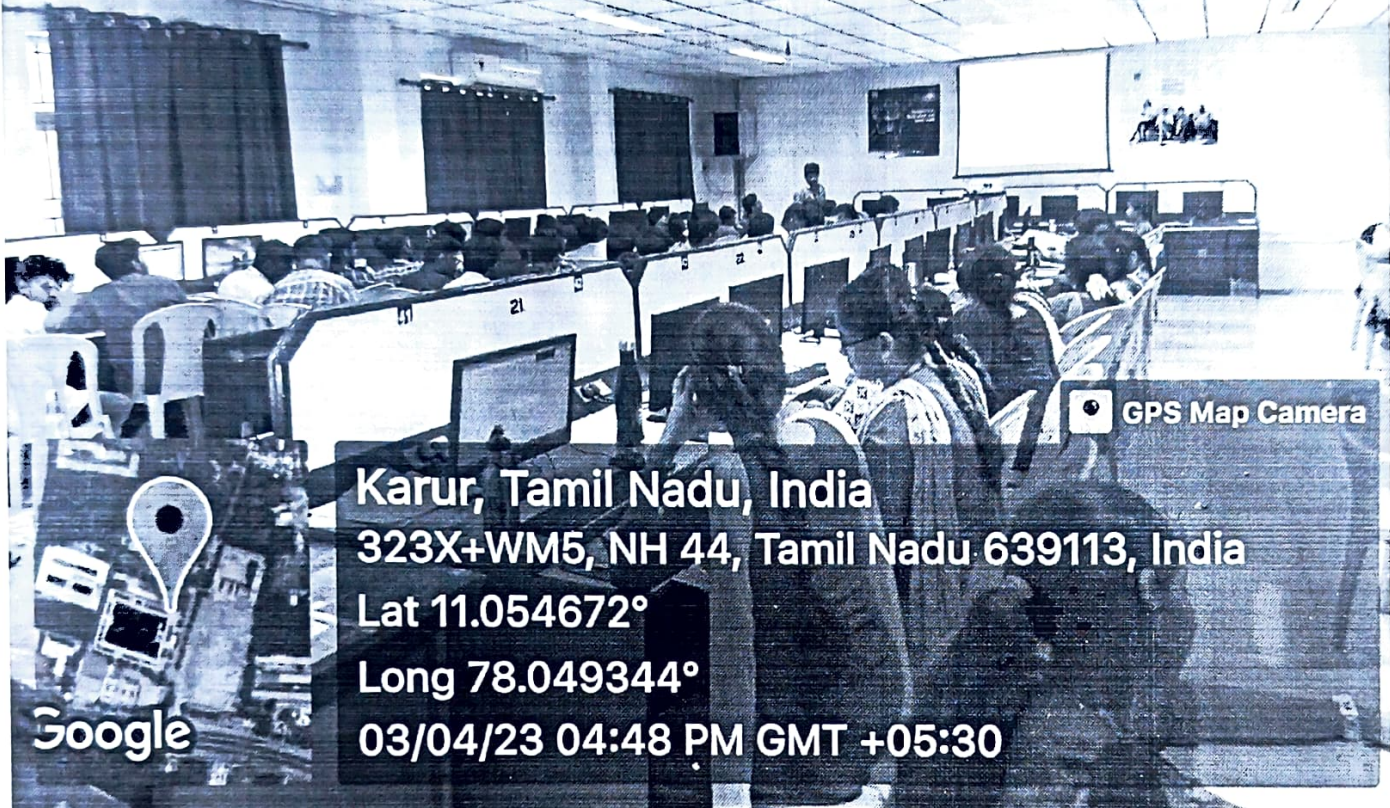 21
22
GPS Map Camera
Karur, Tamil Nadu, India
323X+WM5, NH 44, Tamil Nadu 639113, India
Lat 11.054672°
Long 78.049344°
03/04/23 04:48 PM GMT +05:30
Google